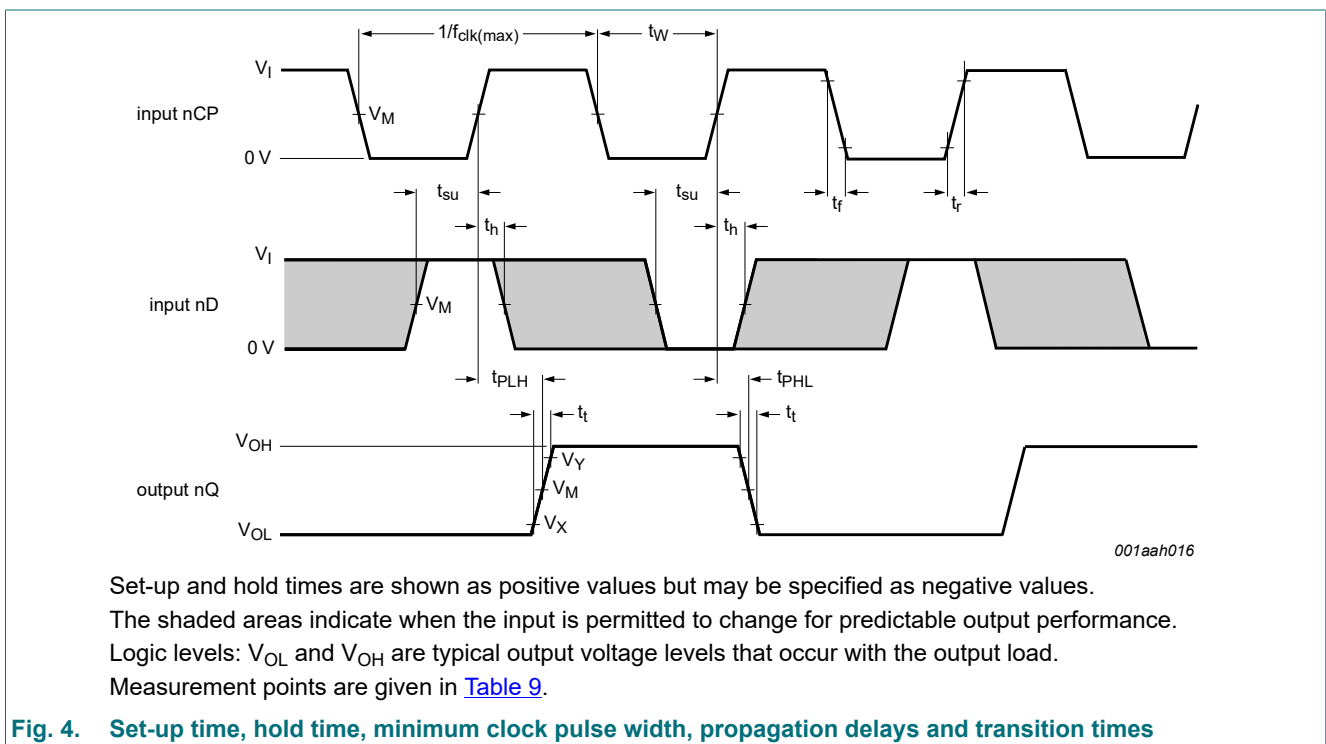 1/fclk(max)
tW
VI
input nCP
VM
0 V
tsu
tsu
tf
tr
th
th
VI
input nD
VM
0 V
tPLH
tPHL
tt
tt
VOH
VY
output nQ
VM
VX
VOL
001aah016
Set-up and hold times are shown as positive values but may be specified as negative values.
The shaded areas indicate when the input is permitted to change for predictable output performance.
Logic levels: VOL and VOH are typical output voltage levels that occur with the output load.
Measurement points are given in Table 9.
Fig. 4. Set-up time, hold time, minimum clock pulse width, propagation delays and transition times